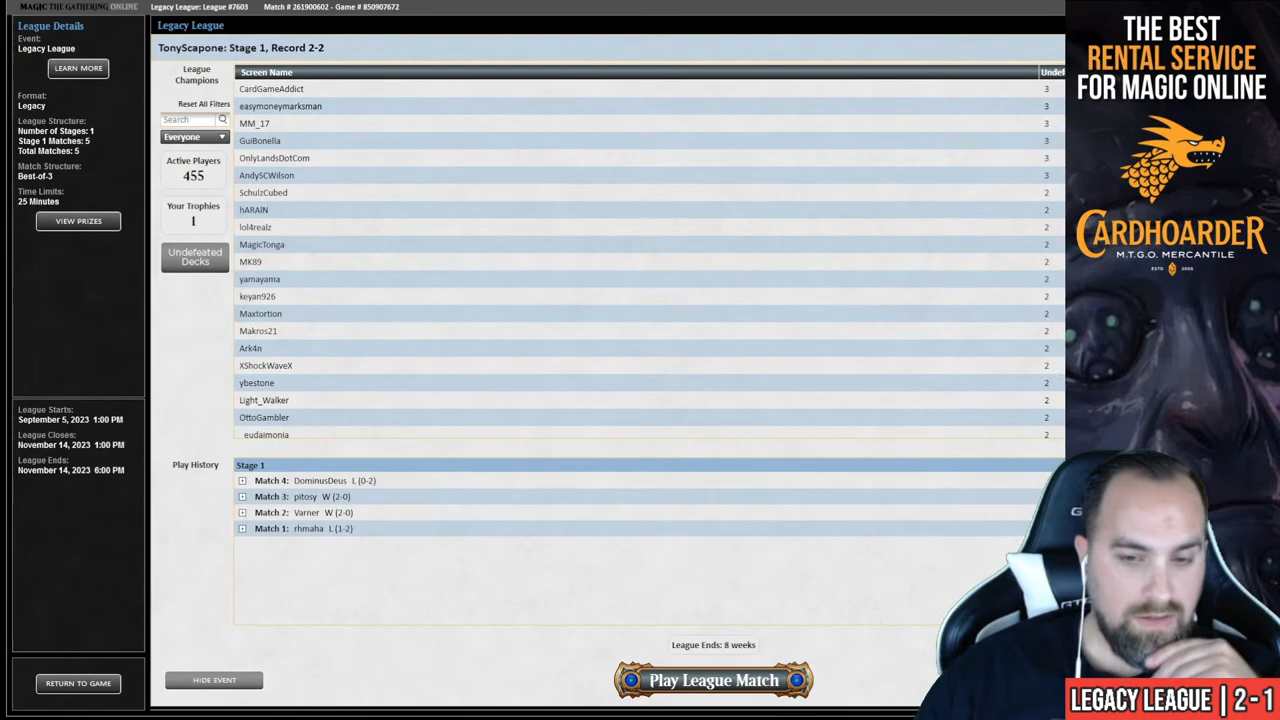 MAGIC THE GATHERING ONLINE
Legacy League: League #7603
Match # 261900602 - Game # 850907672
League Details
Event:
Legacy League
LEARN MORE
Format:
Legacy
League Structure:
Number of Stages: 1
Stage 1 Matches: 5
Total Matches: 5
Match Structure:
Best-of-3
Time Limits:
25 Minutes
VIEW PRIZES
League Starts:
September 5, 2023 1:00 PM
League Closes:
November 14, 2023 1:00 PM
League Ends:
November 14, 2023 6:00 PM
RETURN TO GAME
Legacy League
TonyScapone: Stage 1, Record 2-2
League
Champions
Reset All Filters
Search
Everyone
Active Players
455
Your Trophies
1
Undefeated
Decks
Screen Name
Undef
CardGameAddict 3
easymoneymarksman 3
MM_17 3
GuiBonella 3
OnlyLandsDotCom 3
AndySCWilson 3
SchulzCubed 2
hARAlN 2
lol4realz 2
MagicTonga 2
MK89 2
yamayama 2
keyan926 2
Maxtortion 2
Makros21 2
Ark4n 2
XShockWaveX 2
ybestone 2
Light_Walker 2
OttoGambler 2
eudaimonia 2
Play History
Stage 1
Match 4: DominusDeus L (0-2)
Match 3: pitosy W (2-0)
Match 2: Varner W (2-0)
Match 1: rhmaha L (1-2)
League Ends: 8 weeks
HIDE EVENT
Play League Match
THE BEST
RENTAL SERVICE
FOR MAGIC ONLINE
CARDHOARDER
M.T.G.O. MERCANTILE
ESTD 2005
LEGACY LEAGUE | 2-1